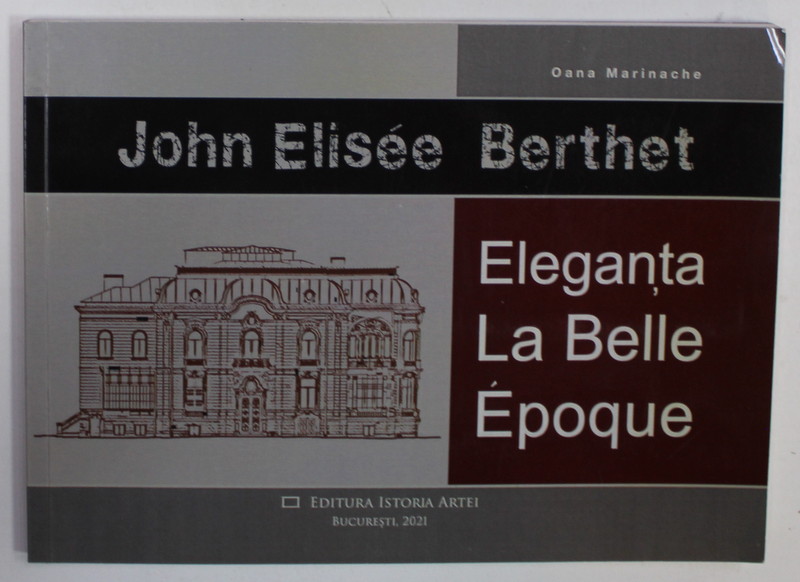 Oana Marinache
John Elisée Berthet
Eleganța
La Belle
Époque
EDITURA ISTORIA ARTEI
BUCUREȘTI, 2021